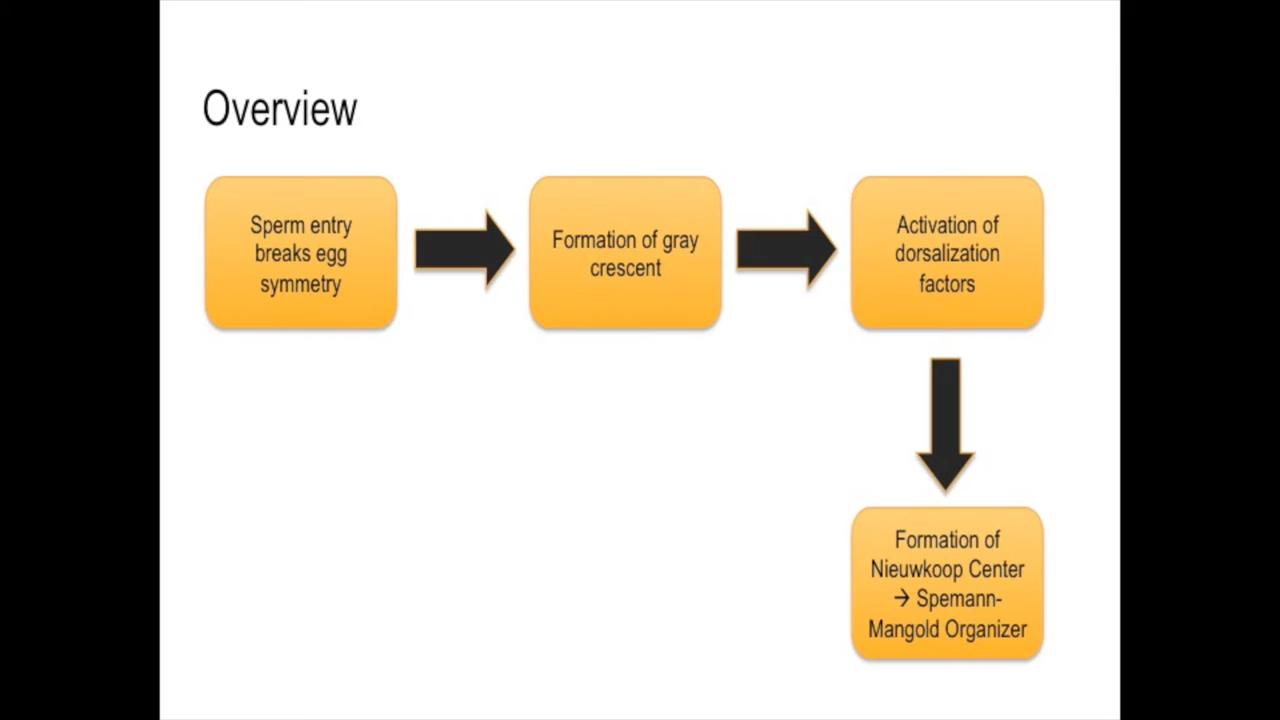 Overview
Sperm entry
breaks egg
symmetry
Formation of gray
crescent
Activation of
dorsalization
factors
Formation of
Nieuwkoop Center
→ Spemann-
Mangold Organizer